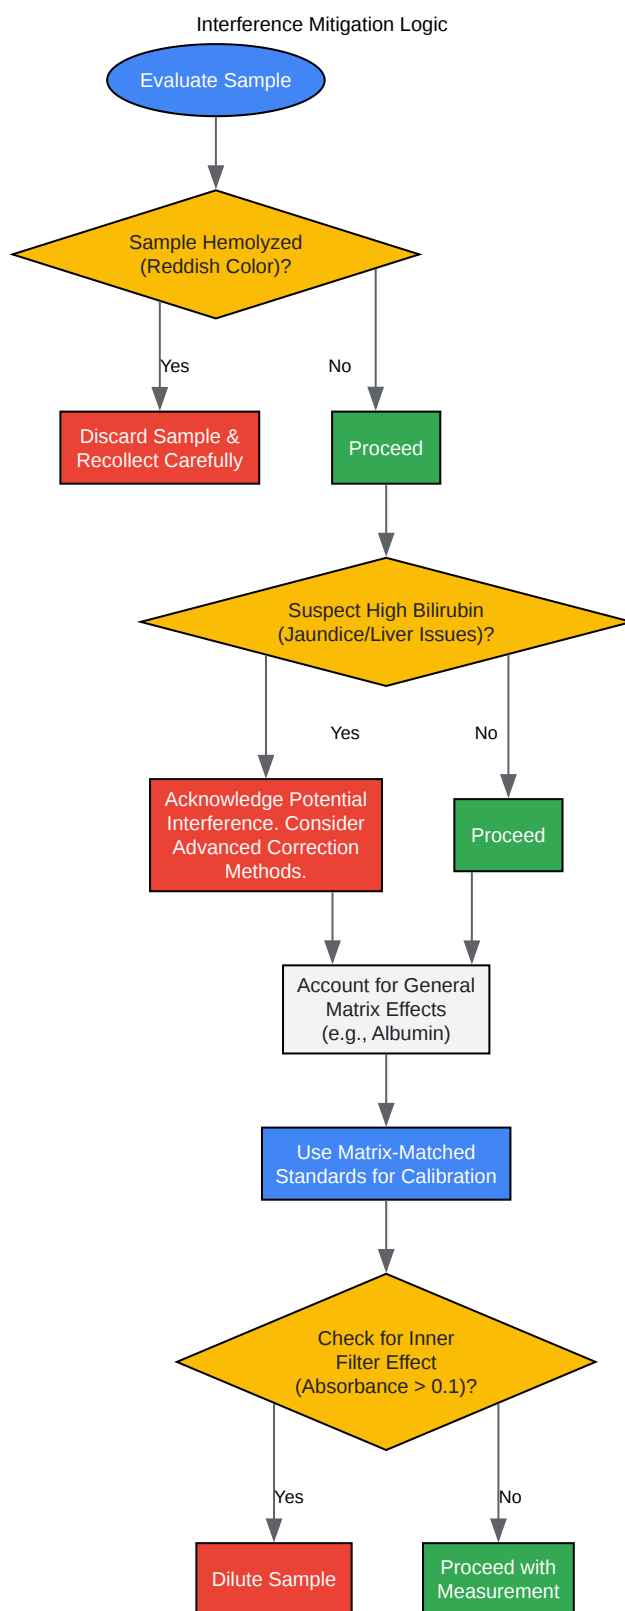 Interference Mitigation Logic
Evaluate Sample
Sample Hemolyzed
(Reddish Color)?
Yes
No
Discard Sample &
Recollect Carefully
Proceed
Suspect High Bilirubin
(Jaundice/Liver Issues)?
Yes
No
Acknowledge Potential
Interference. Consider
Advanced Correction
Methods.
Proceed
Account for General
Matrix Effects
(e.g., Albumin)
Use Matrix-Matched
Standards for Calibration
Check for Inner
Filter Effect
(Absorbance > 0.1)?
Yes
No
Dilute Sample
Proceed with
Measurement